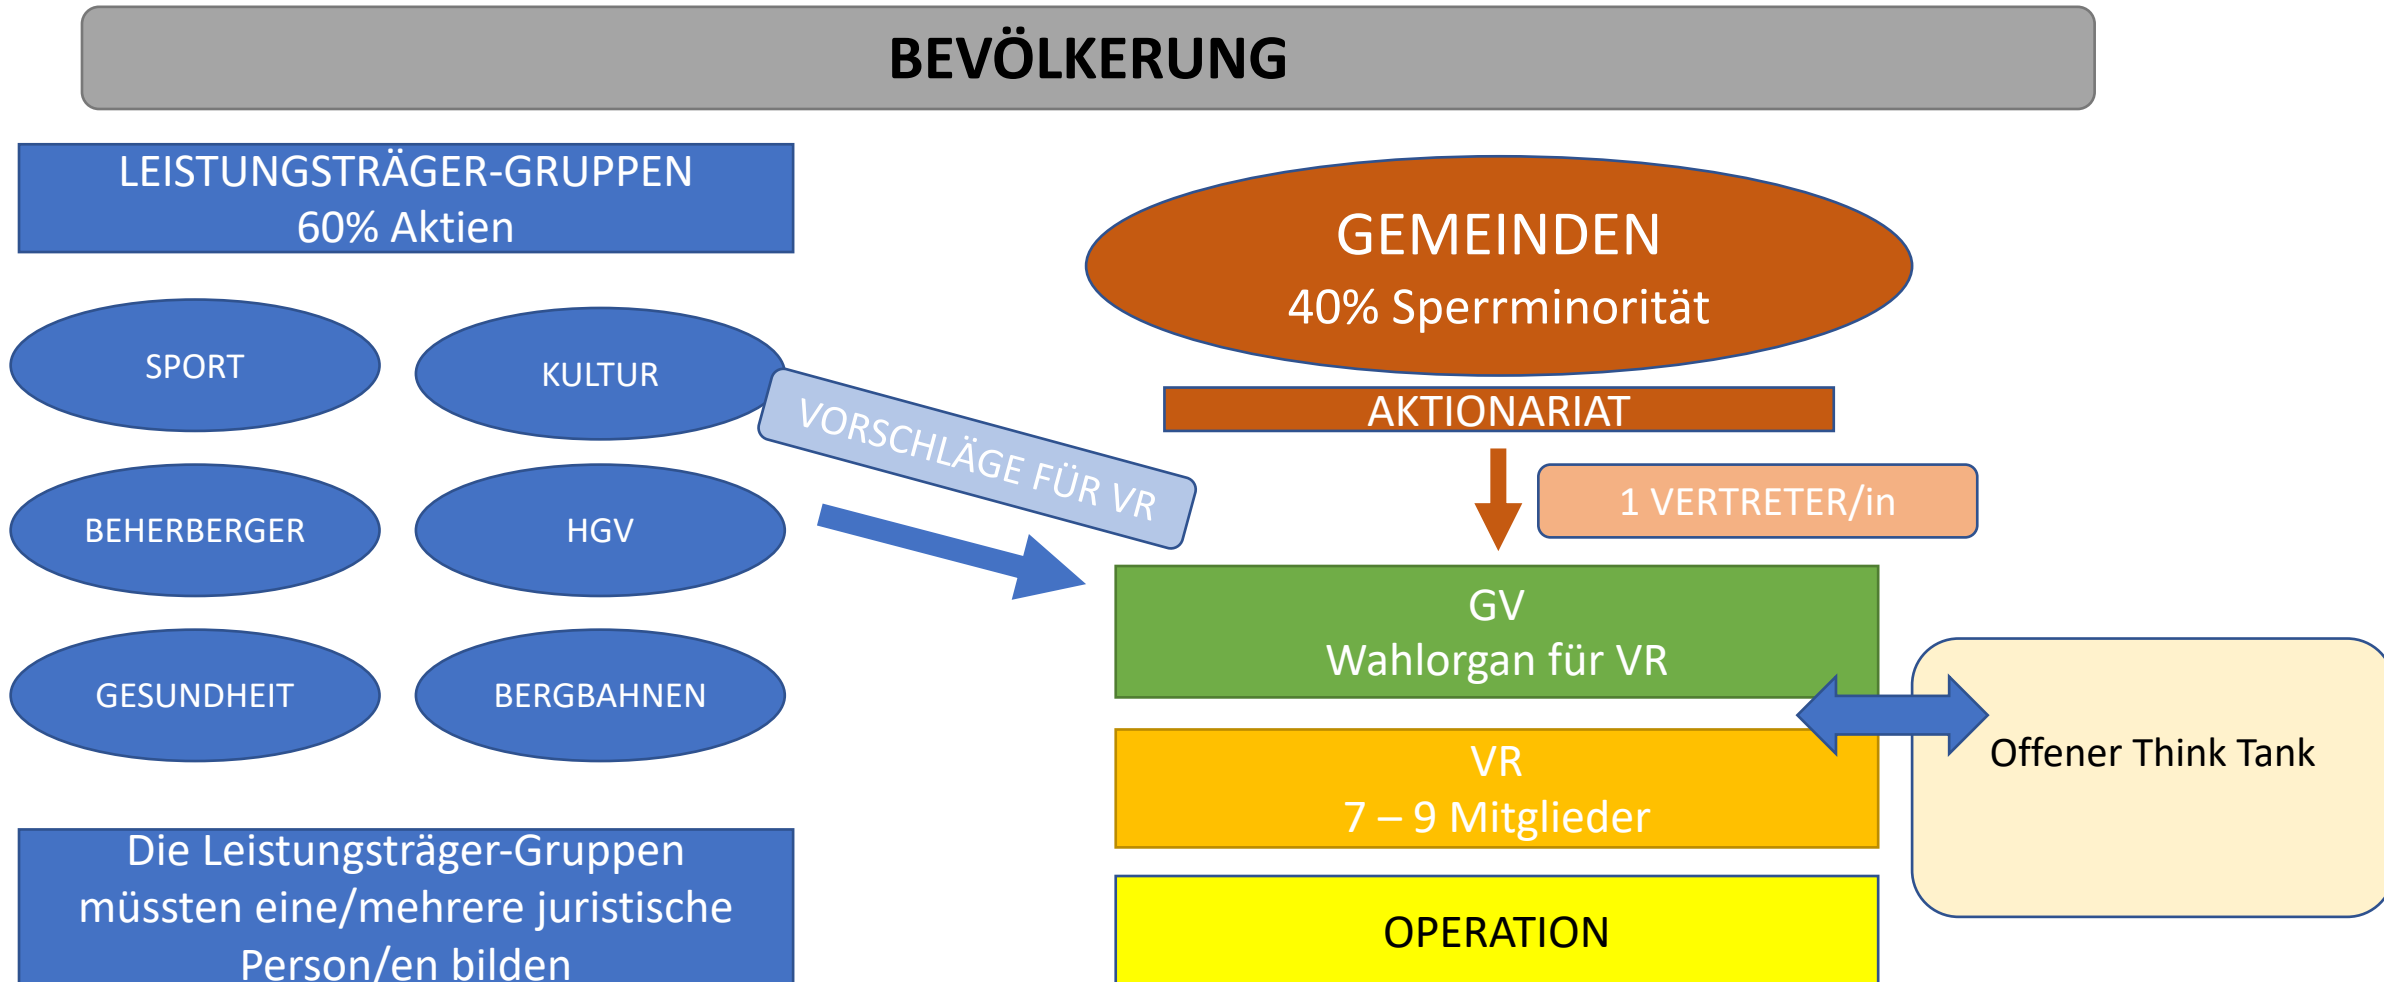 BEVÖLKERUNG
LEISTUNGSTRÄGER-GRUPPEN
60% Aktien
SPORT
KULTUR
BEHERBERGER
HGV
GESUNDHEIT
BERGBAHNEN
Die Leistungsträger-Gruppen
müssten eine/mehrere juristische
Person/en bilden
VORSCHLÄGE FÜR VR
GEMEINDEN
40% Sperrminorität
AKTIONARIAT
1 VERTRETER/in
GV
Wahlorgan für VR
VR
7 – 9 Mitglieder
OPERATION
Offener Think Tank